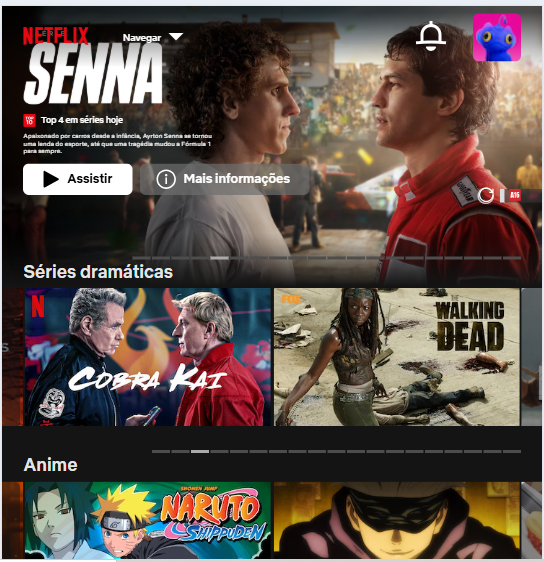 NETFLIX
Navegar
SENNA
TOP 10
Top 4 em séries hoje
Apaixonado por carros desde a infância, Ayrton Senna se tornou
uma lenda do esporte, até que uma tragédia mudou a Fórmula 1
para sempre.
Assistir
Mais informações
A16
Séries dramáticas
N
COBRA KAI
FOX
THE
WALKING
DEAD
Anime
SHONEN JUMP
NARUTO
SHIPPUDEN